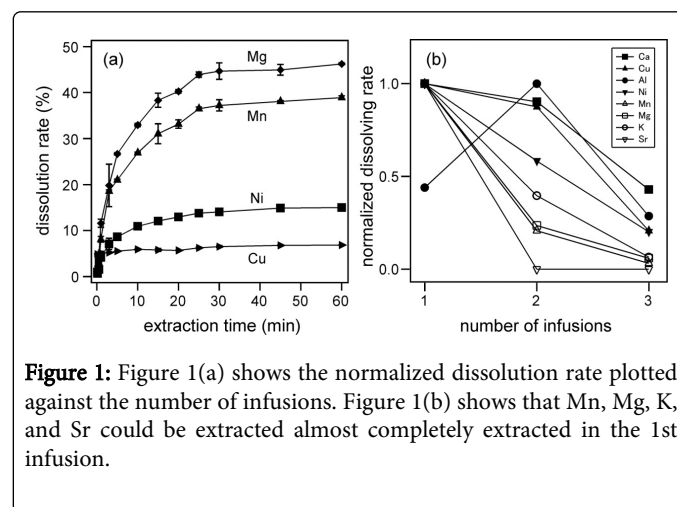 (a)
50
40
30
20
10
0
dissolution rate (%)
Mg
Mn
Ni
Cu
0 10 20 30 40 50 60
extraction time (min)
(b)
1.0
0.5
0.0
normalized dissolving rate
Ca
Cu
Al
Ni
Mn
Mg
K
Sr
1 2 3
number of infusions
Figure 1: Figure 1(a) shows the normalized dissolution rate plotted
against the number of infusions. Figure 1(b) shows that Mn, Mg, K,
and Sr could be extracted almost completely extracted in the 1st
infusion.